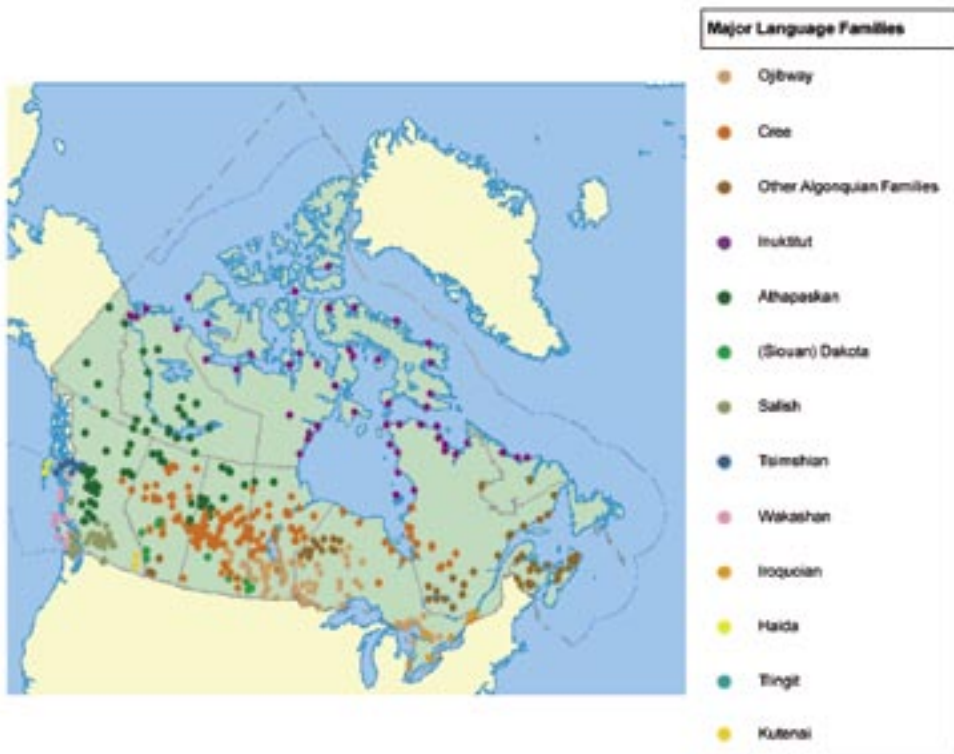 Major Language Families
Ojibway
Cree
Other Algonquian Families
Inuktitut
Athapaskan
(Siouan) Dakota
Salish
Tsimshian
Wakashan
Iroquoian
Haida
Tlingit
Kutenai